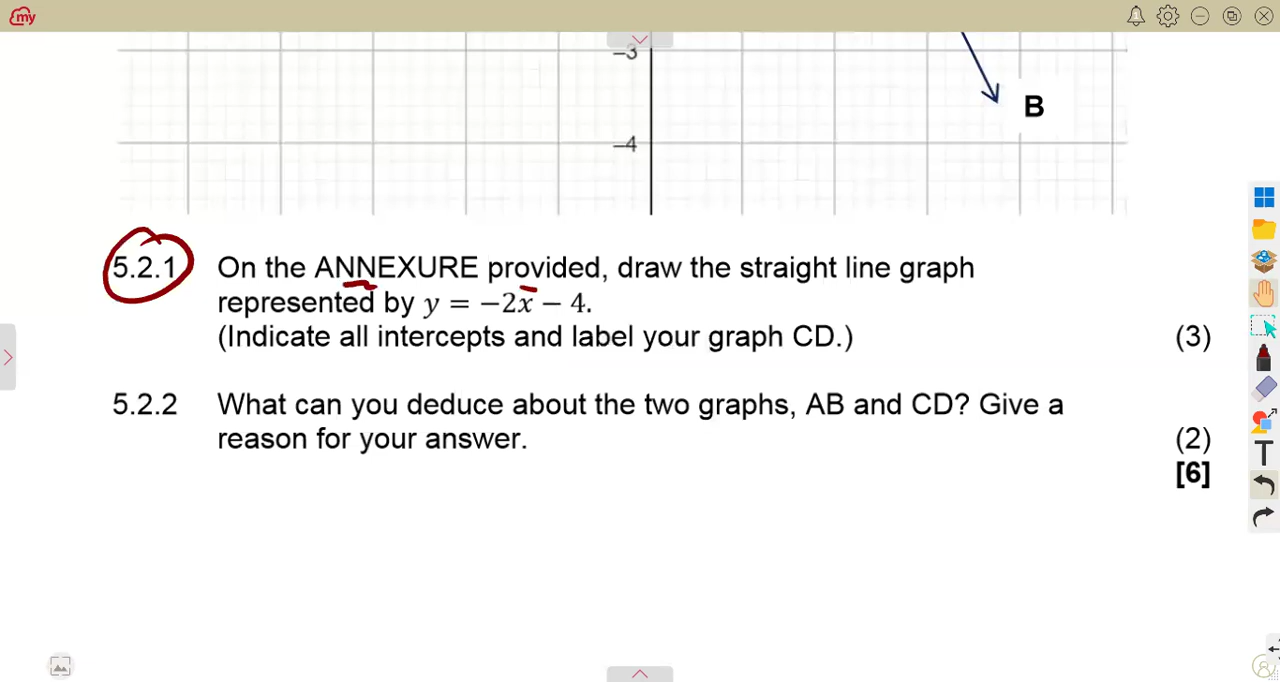 my
–3
B
–4
5.2.1 On the ANNEXURE provided, draw the straight line graph
represented by y = −2x − 4.
(Indicate all intercepts and label your graph CD.) (3)
5.2.2 What can you deduce about the two graphs, AB and CD? Give a
reason for your answer. (2)
[6]
T